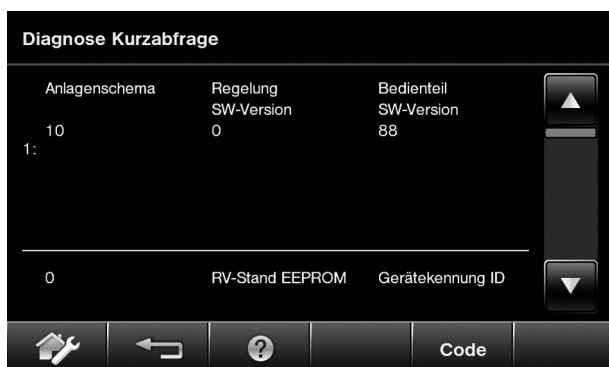 Diagnose Kurzabfrage
Anlagenschema Regelung Bedienteil
SW-Version SW-Version
10 0 88
1:
0 RV-Stand EEPROM Gerätekennung ID
?
Code